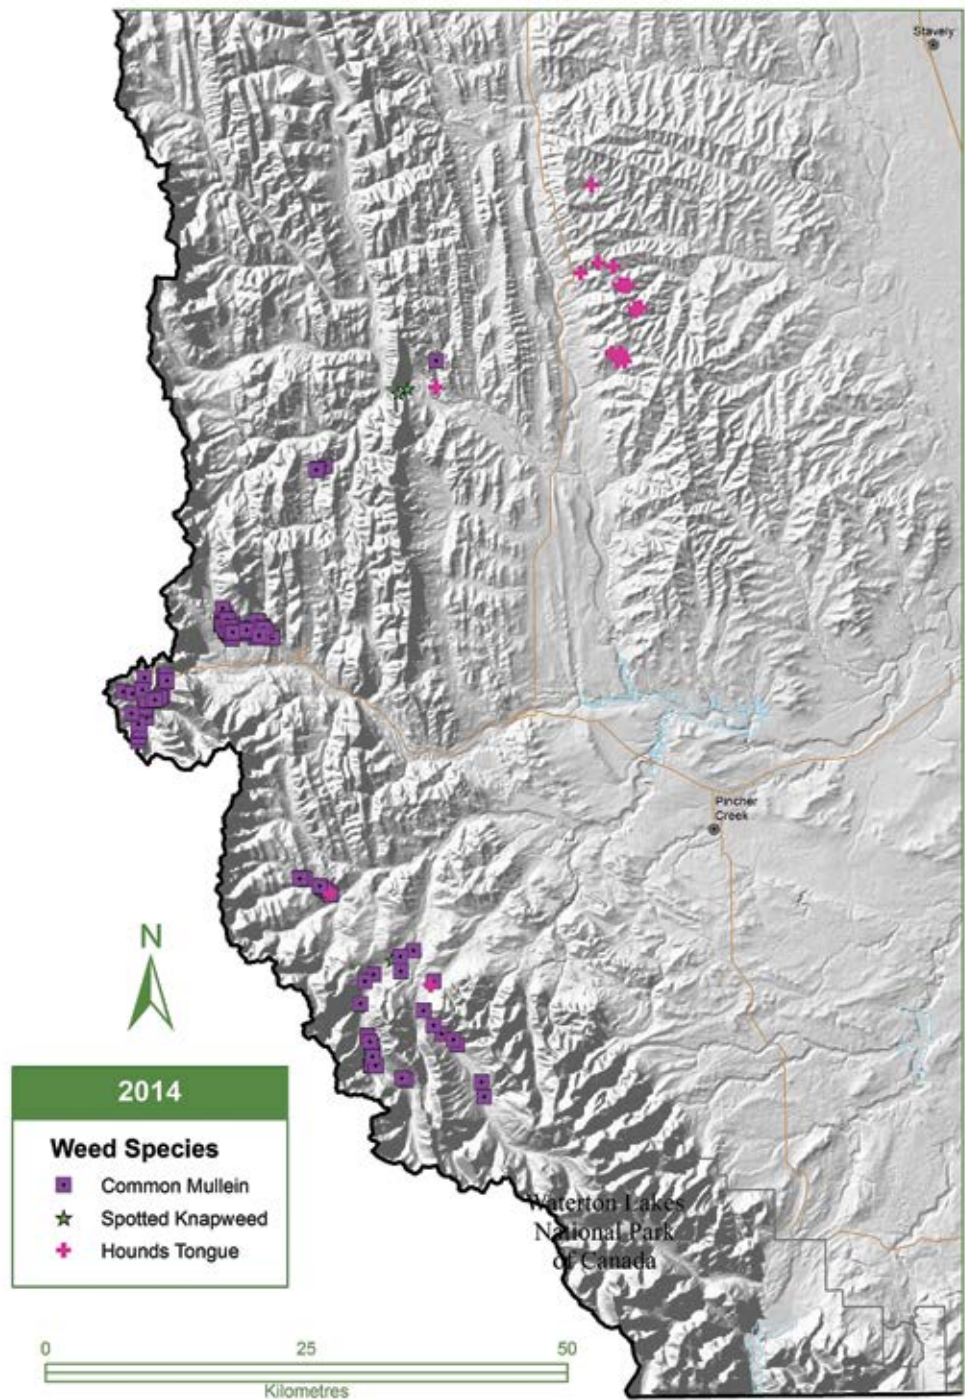 Stavely
Pincher
Creek
N
2014
Weed Species
Common Mullein
Spotted Knapweed
Hounds Tongue
Waterton Lakes
National Park
of Canada
0 25 50
Kilometres